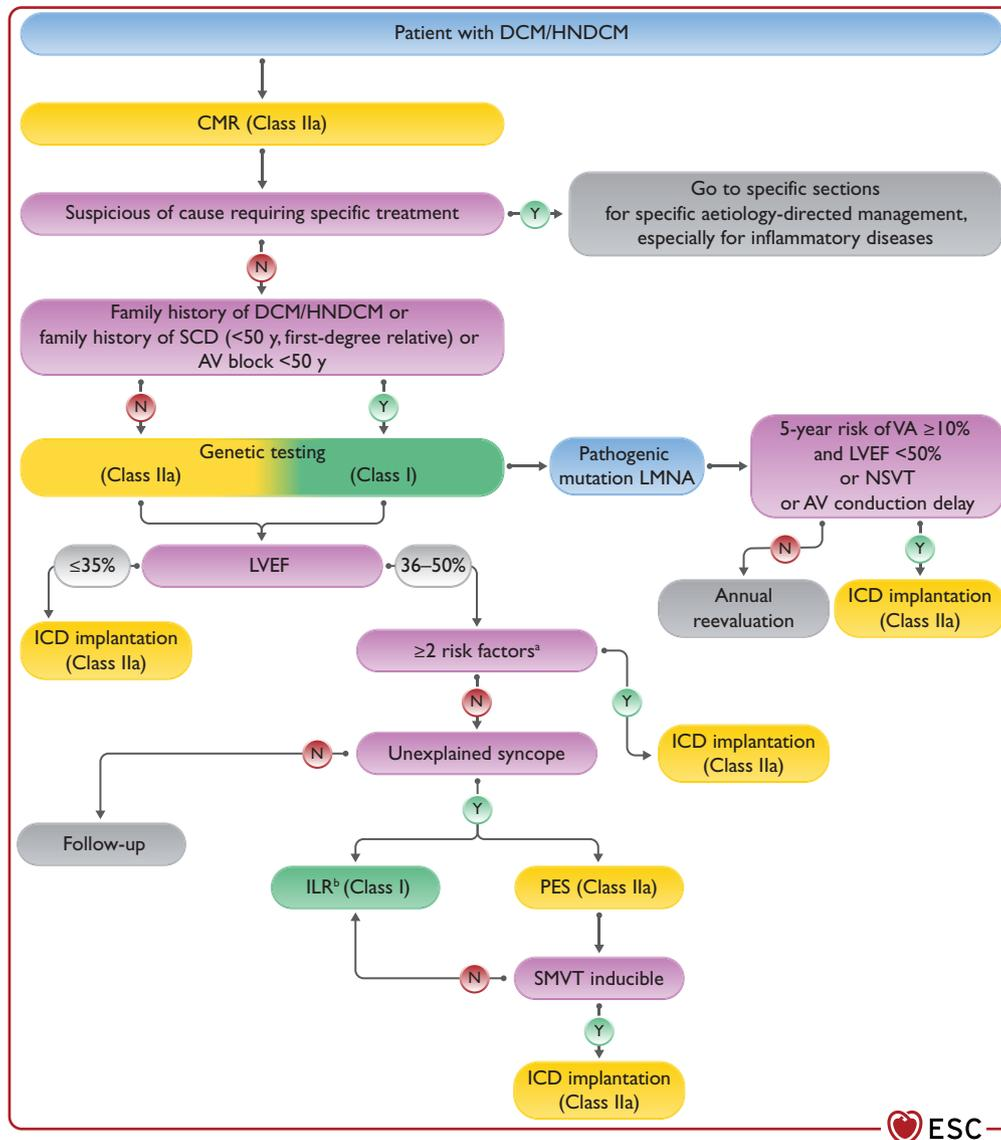 Patient with DCM/HNDCM
CMR (Class IIa)
Suspicious of cause requiring specific treatment
Y
Go to specific sections
for specific aetiology-directed management,
especially for inflammatory diseases
N
Family history of DCM/HNDCM or
family history of SCD (<50 y, first-degree relative) or
AV block <50 y
N
Y
Genetic testing
(Class IIa)
(Class I)
Pathogenic
mutation LMNA
5-year risk of VA ≥10%
and LVEF <50%
or NSVT
or AV conduction delay
N
Y
Annual
reevaluation
ICD implantation
(Class IIa)
≤35%
LVEF
36–50%
ICD implantation
(Class IIa)
≥2 risk factorsᵃ
N
Y
ICD implantation
(Class IIa)
Unexplained syncope
N
Y
Follow-up
ILRᵇ (Class I)
PES (Class IIa)
SMVT inducible
N
Y
ICD implantation
(Class IIa)
ESC